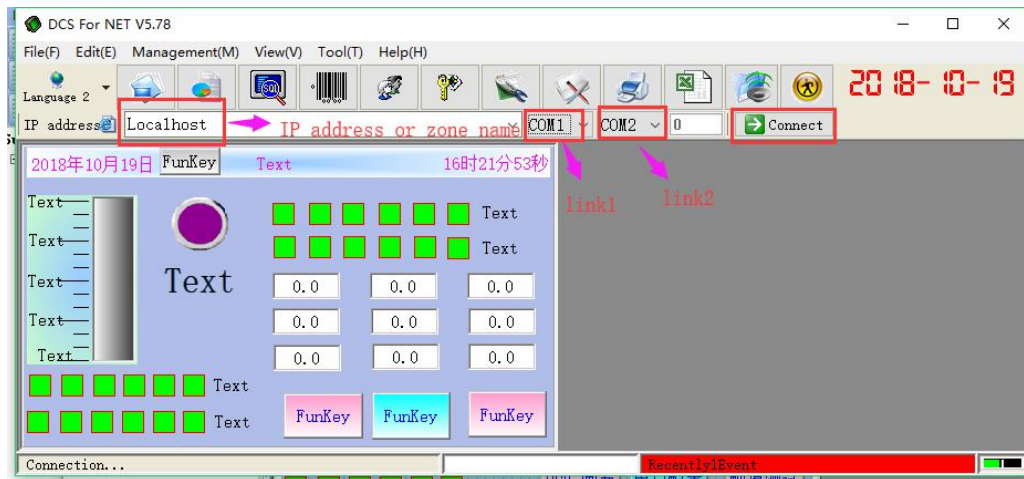 DCS For NET V5.78
File(F) Edit(E) Management(M) View(V) Tool(T) Help(H)
Language 2
SQL
2018-10-19
IP address Localhost IP address or zone name COM1 COM2 0 Connect
link1 link2
2018年10月19日 FunKey Text 16时21分53秒
Text
Text
Text
Text
Text
Text
Text
Text
0.0 0.0 0.0
0.0 0.0 0.0
0.0 0.0 0.0
Text
Text
FunKey FunKey FunKey
Connection... RecentlylEvent